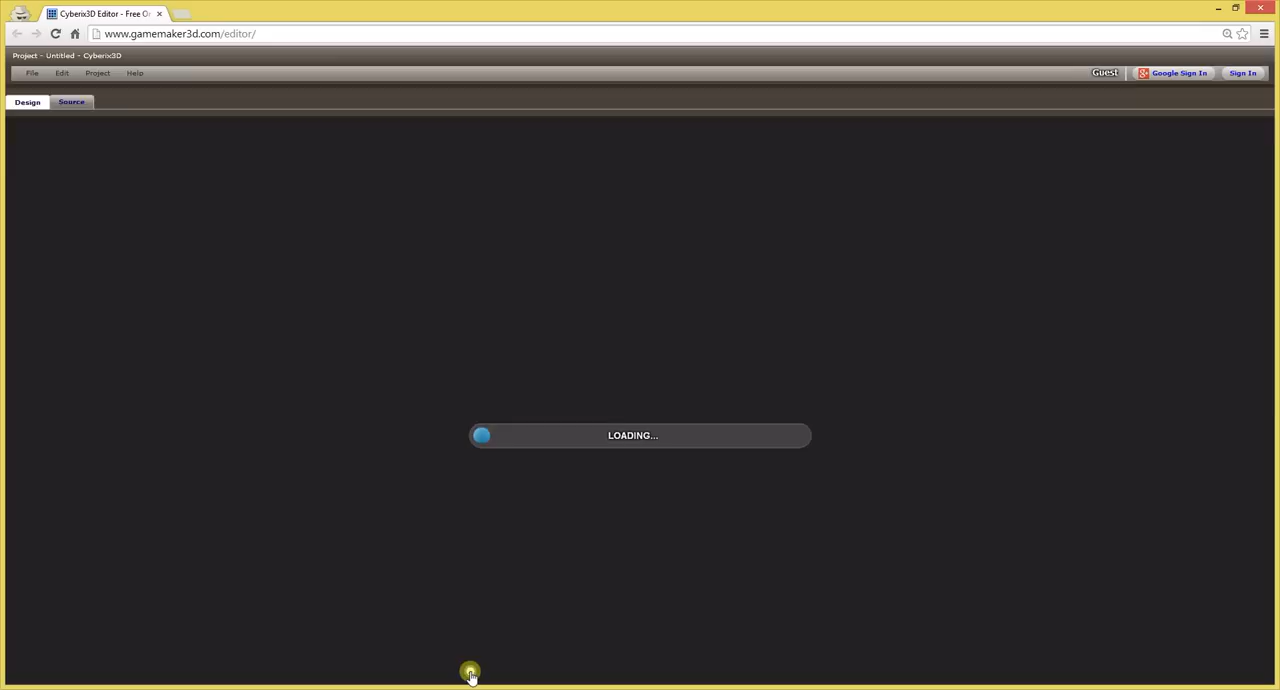 Cyberix3D Editor - Free O
www.gamemaker3d.com/editor/
Project - Untitled - Cyberix3D
File Edit Project Help Guest Google Sign In Sign In
Design Source
LOADING...